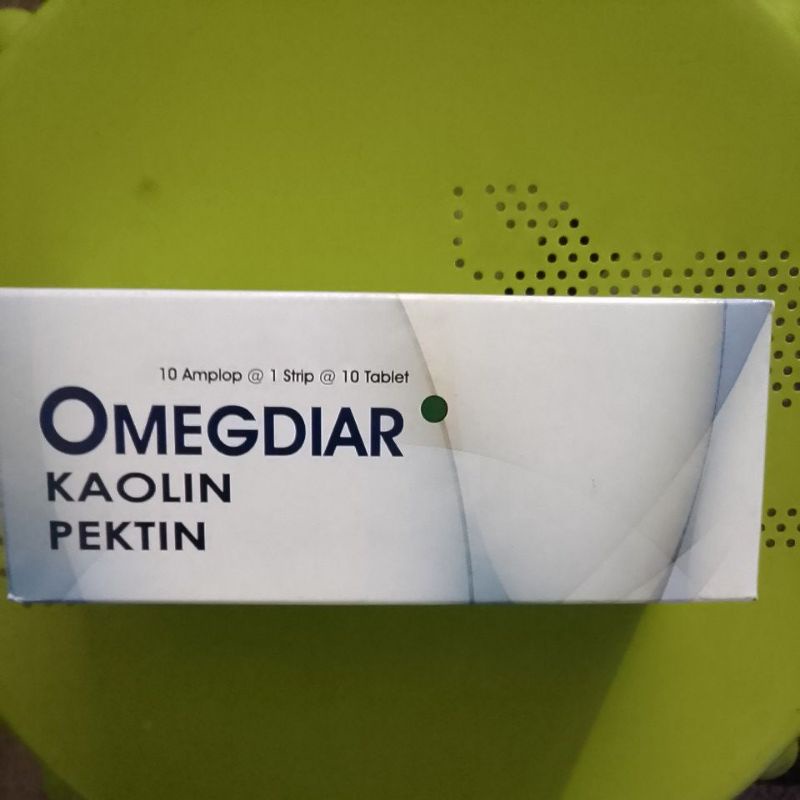 10 Amplop @ 1 Strip @ 10 Tablet
OMEGDIAR
KAOLIN
PEKTIN